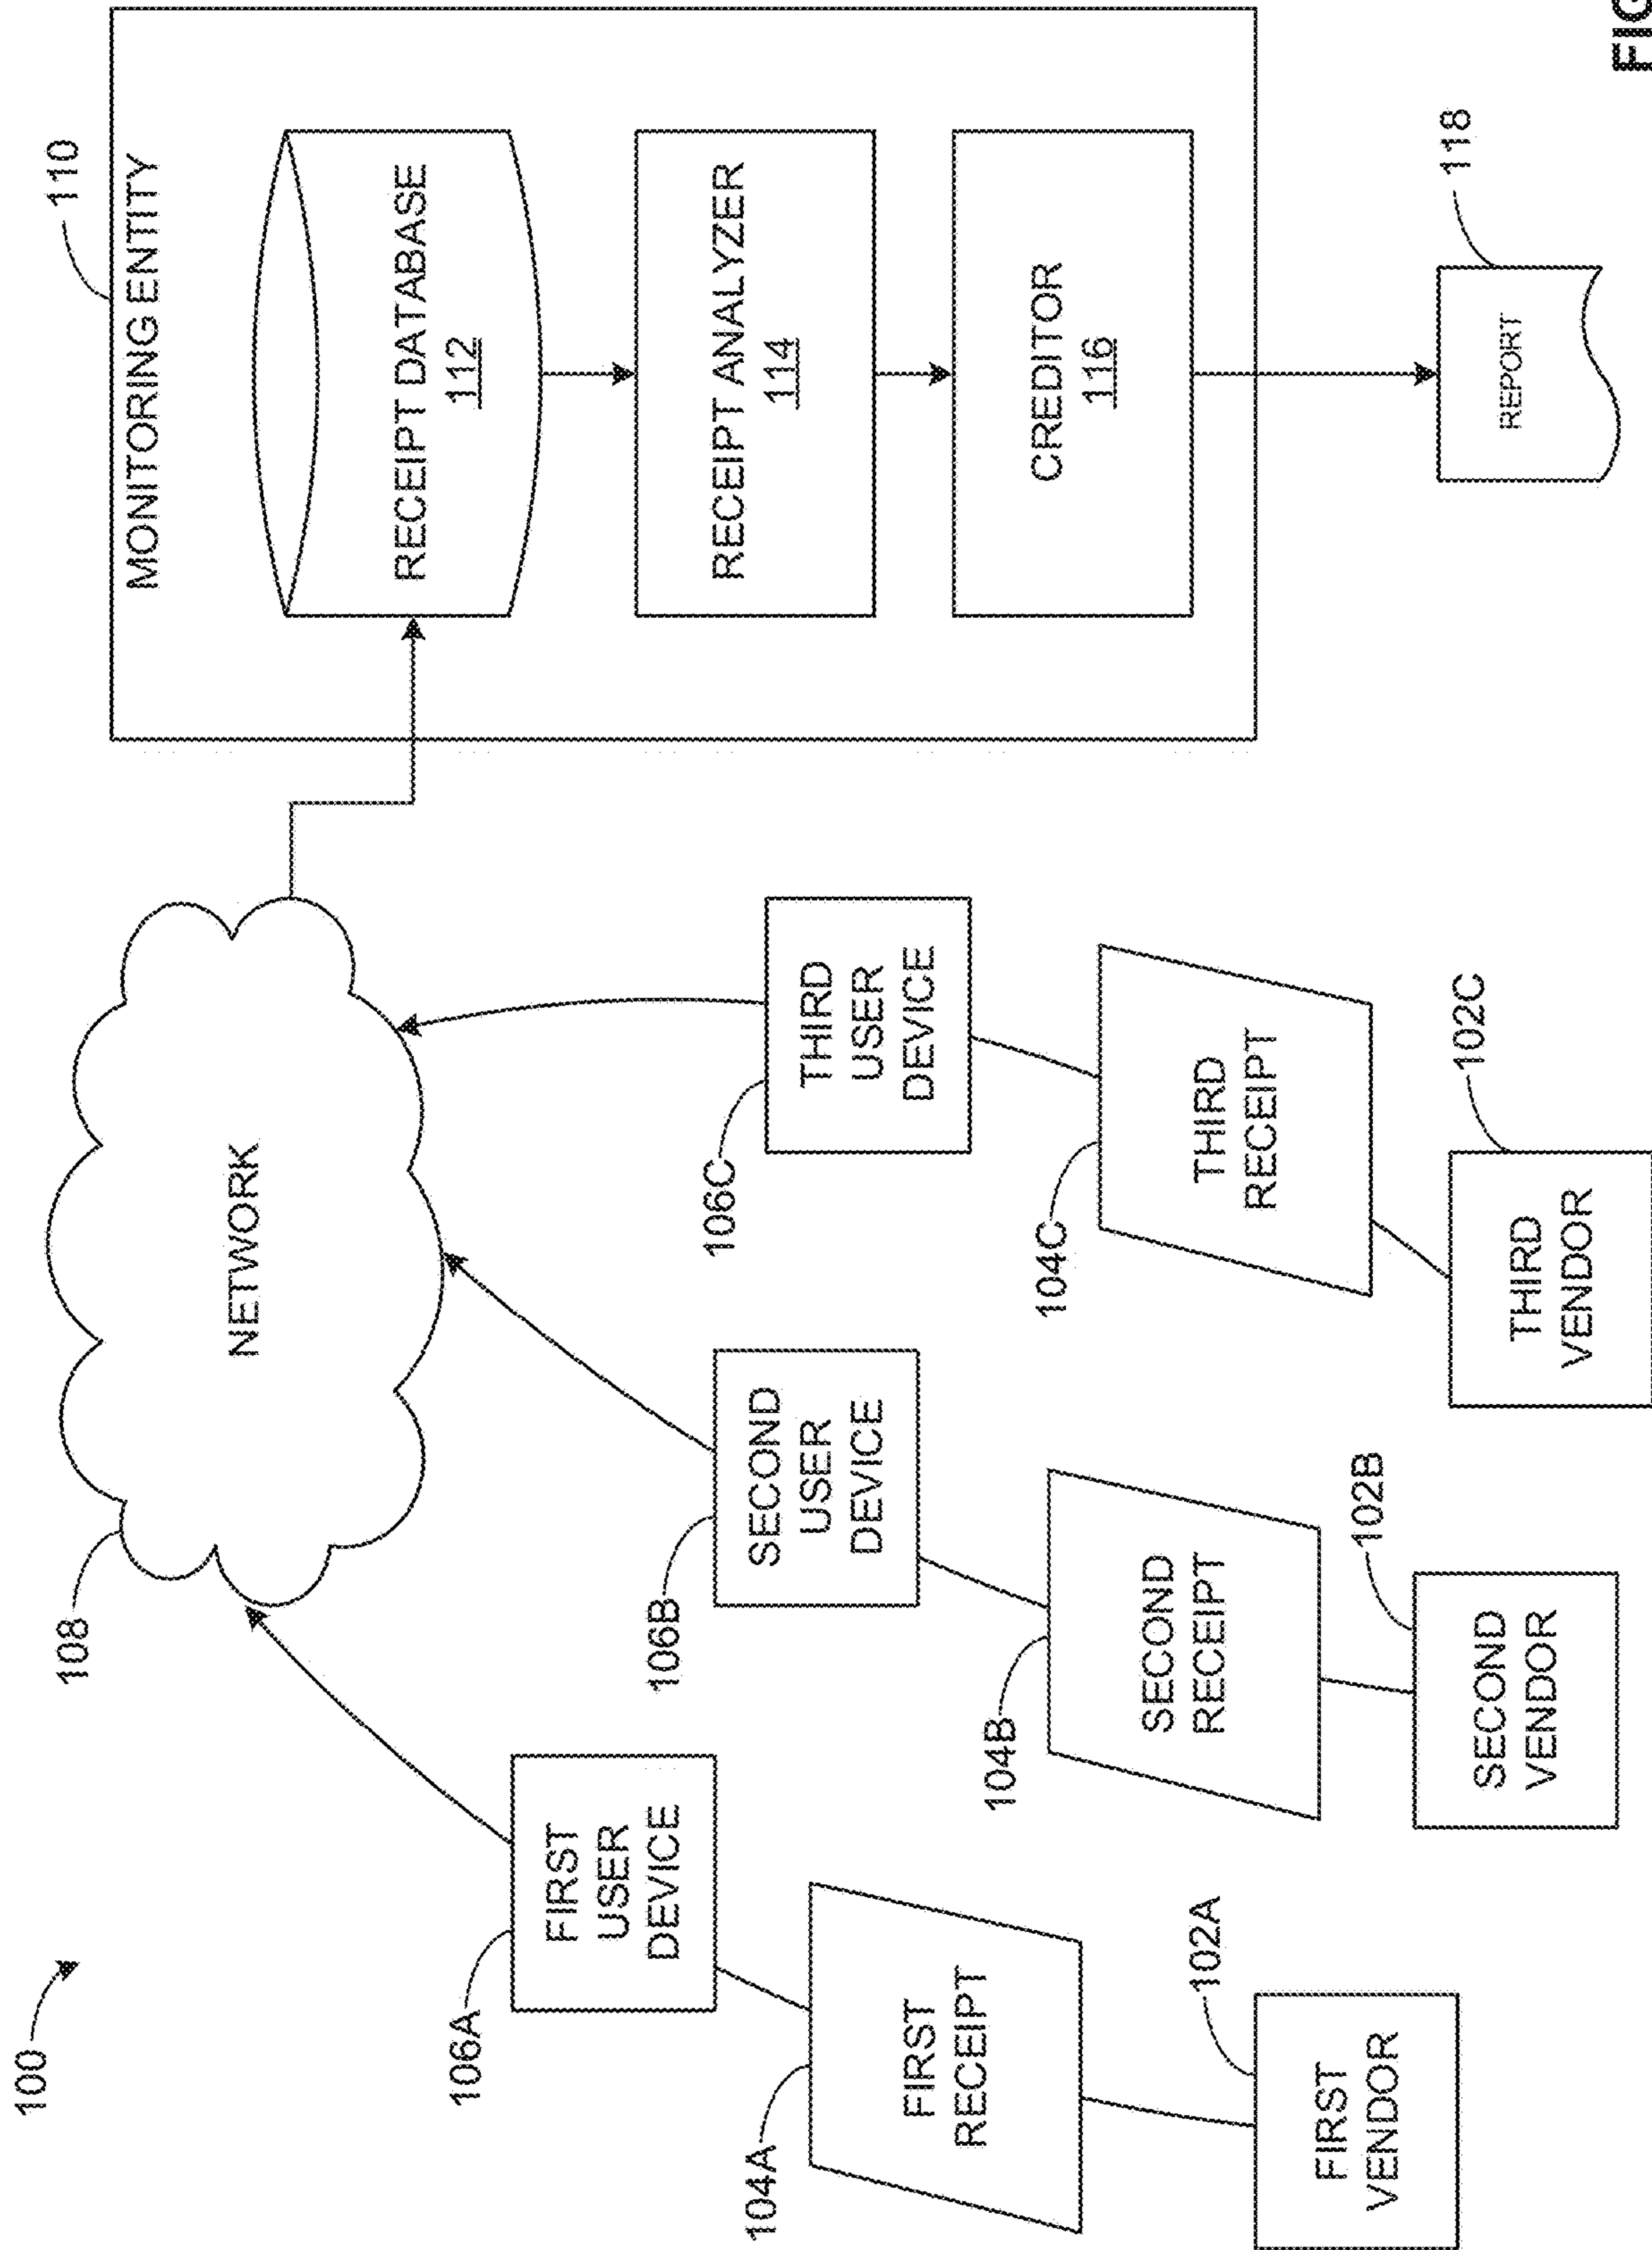 100
108
NETWORK
110
MONITORING ENTITY
RECEIPT DATABASE
112
RECEIPT ANALYZER
114
CREDITOR
116
118
REPORT
106A
FIRST
USER
DEVICE
104A
FIRST
RECEIPT
102A
FIRST
VENDOR
106B
SECOND
USER
DEVICE
104B
SECOND
RECEIPT
102B
SECOND
VENDOR
106C
THIRD
USER
DEVICE
104C
THIRD
RECEIPT
102C
THIRD
VENDOR
FIG